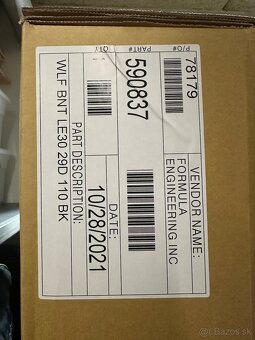 VENDOR NAME:
FORMULA
ENGINEERING INC
P/O#
78179
DATE:
10/28/2021
PART#
590837
QTY
PART DESCRIPTION:
WLF BNT LE30 29D 110 BK
© Bazos.sk